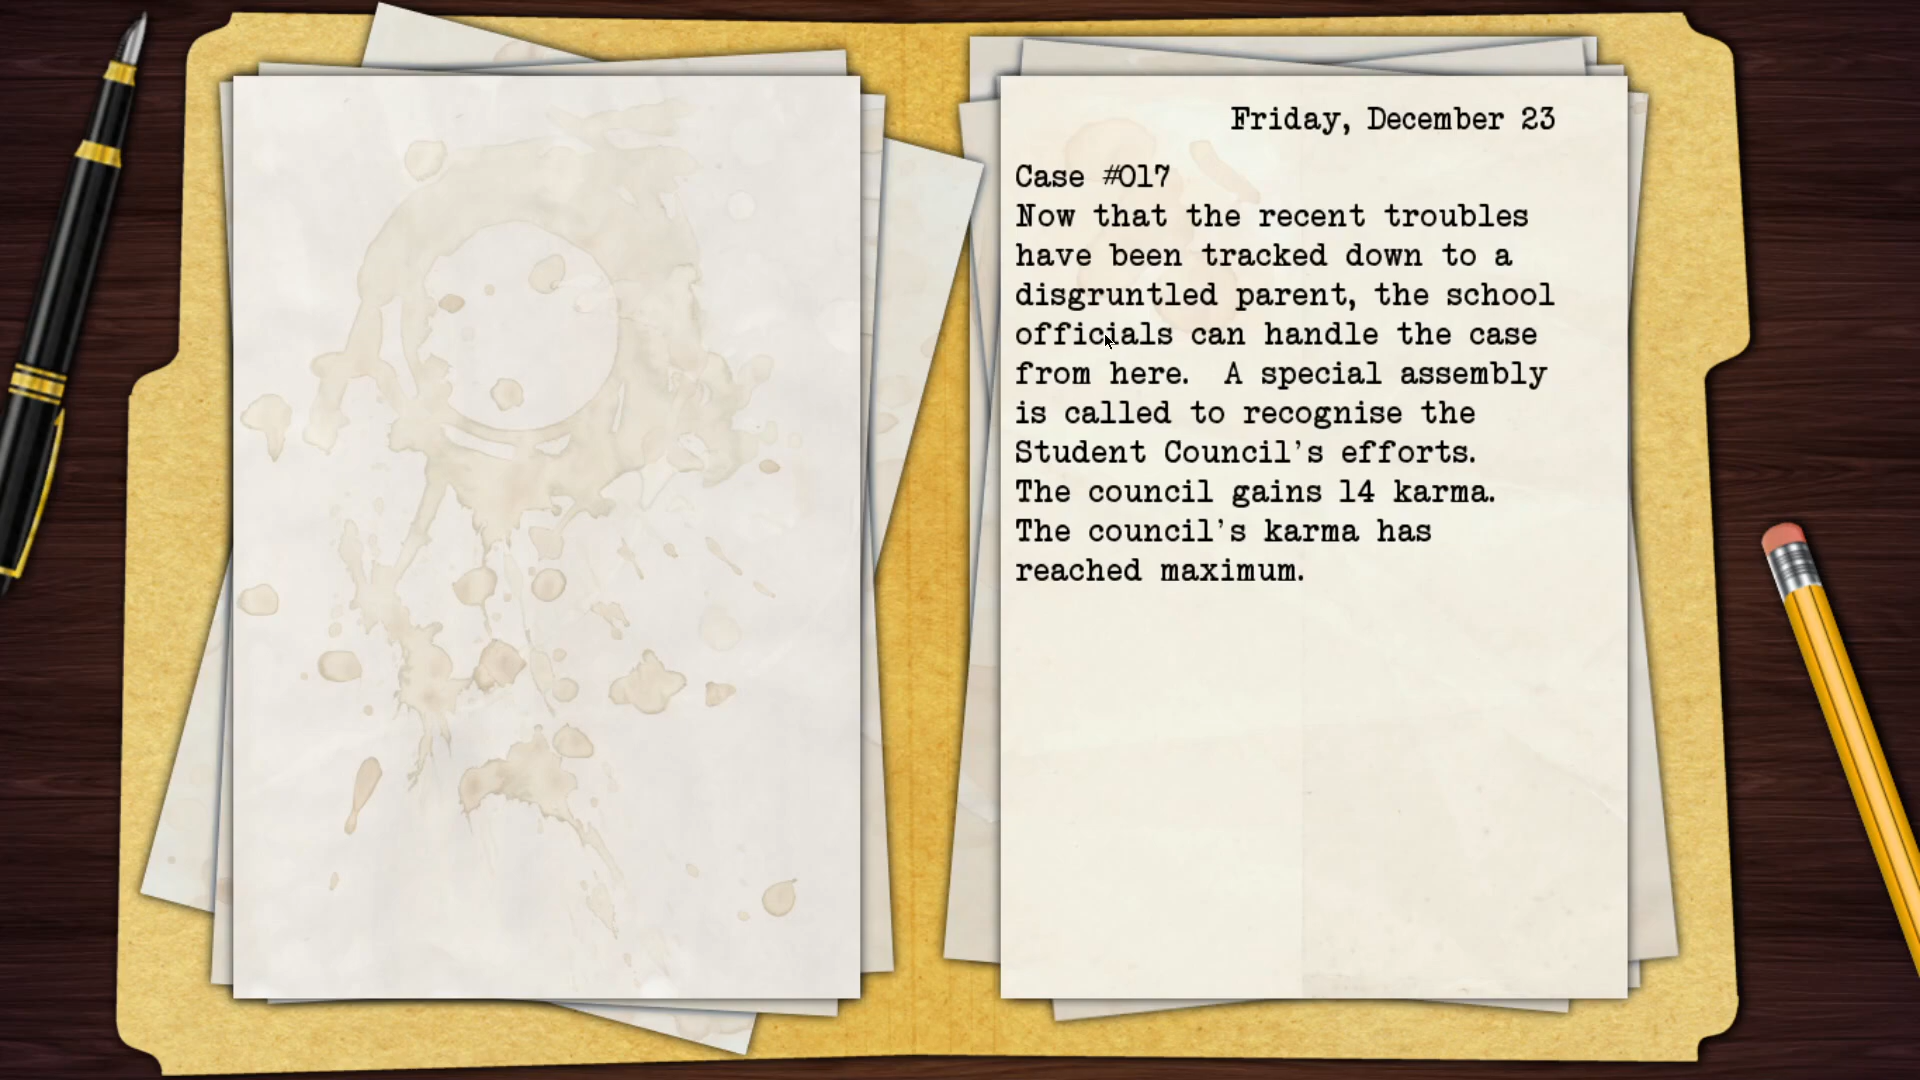 Friday, December 23
Case #017
Now that the recent troubles
have been tracked down to a
disgruntled parent, the school
officials can handle the case
from here.  A special assembly
is called to recognise the
Student Council's efforts.
The council gains 14 karma.
The council's karma has
reached maximum.